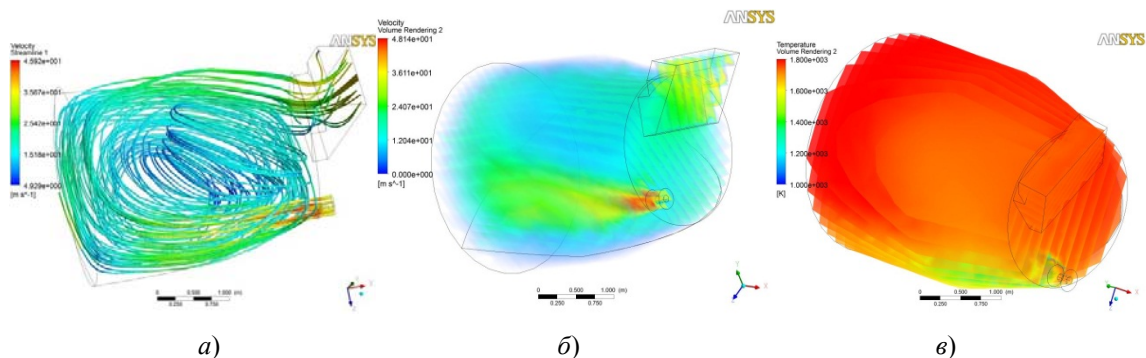 ANSYS
Velocity
Streamline 1
4.592e+001
3.567e+001
2.542e+001
1.518e+001
4.929e+000
[m s^-1]
0 0.500 1.000 (m)
0.250 0.750
а)
ANSYS
Velocity
Volume Rendering 2
4.814e+001
3.611e+001
2.407e+001
1.204e+001
0.000e+000
[m s^-1]
0 0.500 1.000 (m)
0.250 0.750
б)
ANSYS
Temperature
Volume Rendering 2
1.800e+003
1.600e+003
1.400e+003
1.200e+003
1.000e+003
[K]
0 0.500 1.000 (m)
0.250 0.750
в)